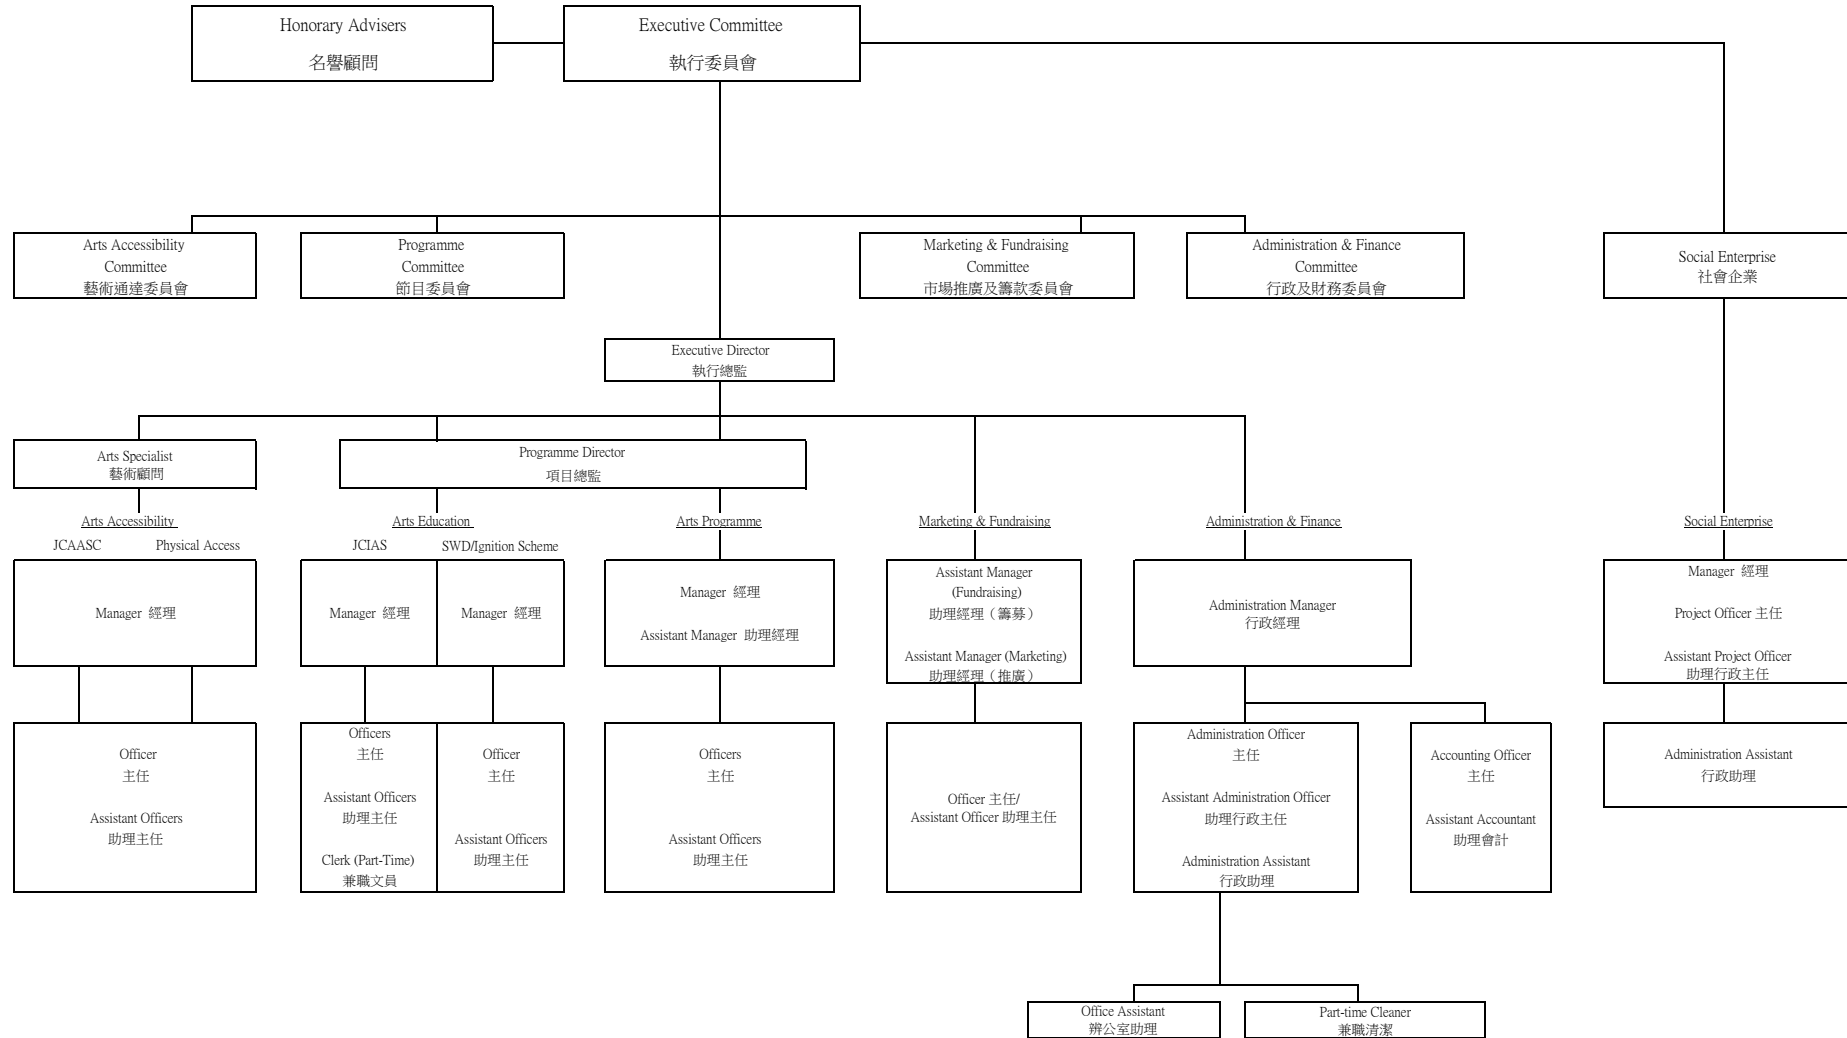 Honorary Advisers
名譽顧問
Executive Committee
執行委員會
Arts Accessibility
Committee
藝術通達委員會
Programme
Committee
節目委員會
Marketing & Fundraising
Committee
市場推廣及籌款委員會
Administration & Finance
Committee
行政及財務委員會
Social Enterprise
社會企業
Executive Director
執行總監
Arts Specialist
藝術顧問
Programme Director
項目總監
Arts Accessibility
JCAASC Physical Access
Arts Education
JCIAS SWD/Ignition Scheme
Arts Programme
Marketing & Fundraising
Administration & Finance
Social Enterprise
Manager 經理
Manager 經理
Manager 經理
Manager 經理
Assistant Manager 助理經理
Assistant Manager
(Fundraising)
助理經理（籌募）
Assistant Manager (Marketing)
助理經理（推廣）
Administration Manager
行政經理
Manager 經理
Project Officer 主任
Assistant Project Officer
助理行政主任
Officer
主任
Assistant Officers
助理主任
Officers
主任
Assistant Officers
助理主任
Clerk (Part-Time)
兼職文員
Officer
主任
Assistant Officers
助理主任
Officers
主任
Assistant Officers
助理主任
Officer 主任/
Assistant Officer 助理主任
Administration Officer
主任
Assistant Administration Officer
助理行政主任
Administration Assistant
行政助理
Accounting Officer
主任
Assistant Accountant
助理會計
Administration Assistant
行政助理
Office Assistant
辨公室助理
Part-time Cleaner
兼職清潔